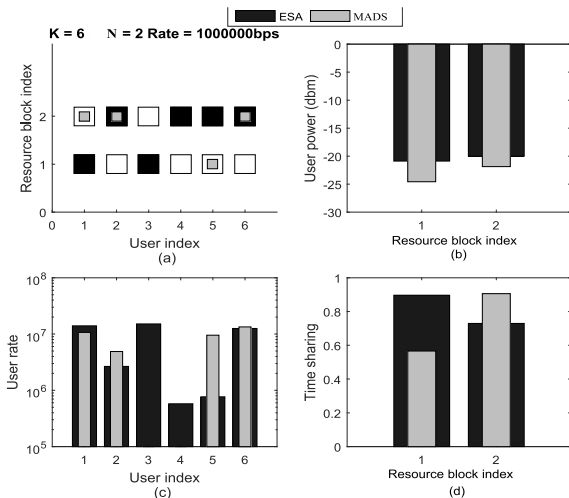 ESA MADS
K = 6 N = 2 Rate = 1000000bps
Resource block index
2
1
0
0 1 2 3 4 5 6
User index
(a)
User power (dbm)
0
-5
-10
-15
-20
-25
-30
1 2
Resource block index
(b)
User rate
10^8
10^7
10^6
10^5
1 2 3 4 5 6
User index
(c)
Time sharing
1
0.8
0.6
0.4
0.2
0
1 2
Resource block index
(d)